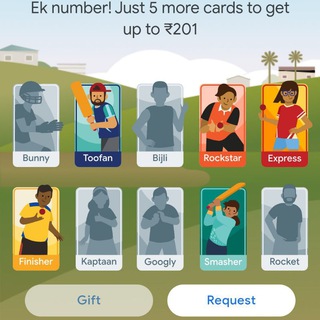 Ek number! Just 5 more cards to get
up to ₹201
Bunny
Toofan
Bijli
Rockstar
Express
Finisher
Kaptaan
Googly
Smasher
Rocket
Gift
Request